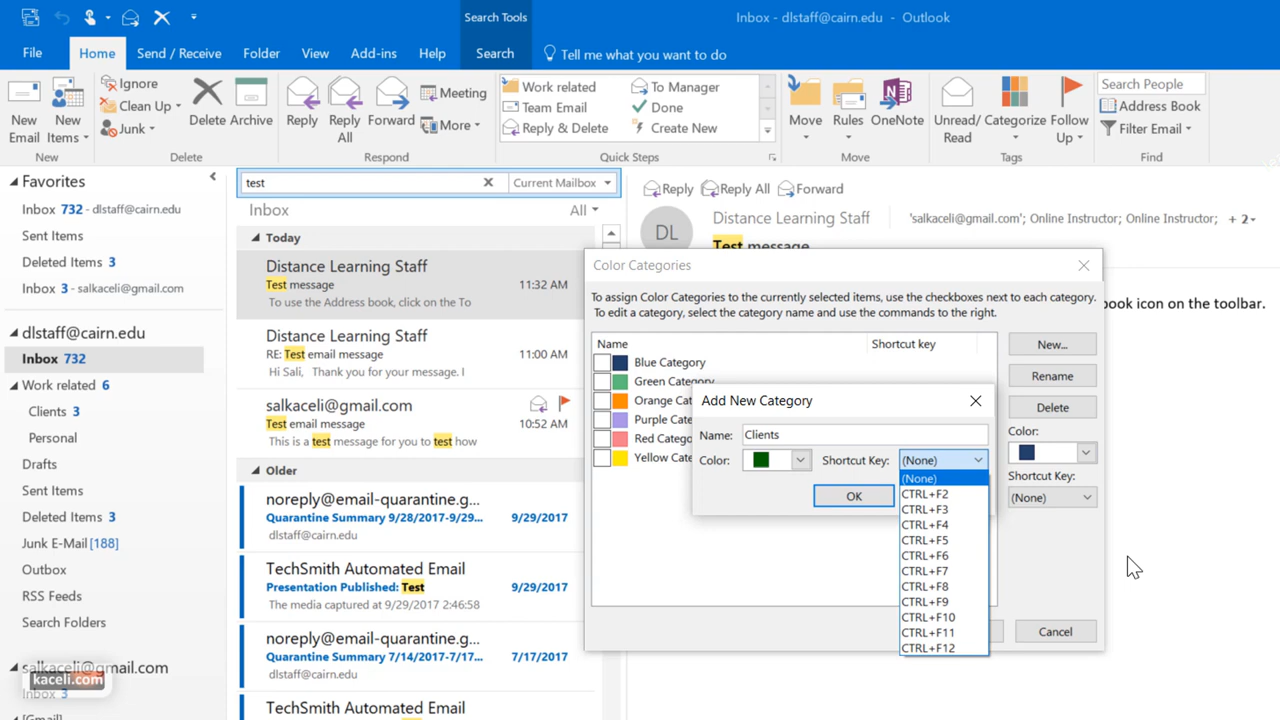 Search Tools
Inbox - dlstaff@cairn.edu - Outlook
File Home Send / Receive Folder View Add-ins Help Search Tell me what you want to do
New Email
New Items
New
Ignore
Clean Up
Junk
Delete
Archive
Delete
Reply
Reply All
Forward
Meeting
More
Respond
Work related
Team Email
Reply & Delete
To Manager
Done
Create New
Quick Steps
Move
Rules
OneNote
Move
Unread/ Read
Categorize
Follow Up
Tags
Search People
Address Book
Filter Email
Find
Favorites
Inbox 732 - dlstaff@cairn.edu
Sent Items
Deleted Items 3
Inbox 3 - salkaceli@gmail.com
dlstaff@cairn.edu
Inbox 732
Work related 6
Clients 3
Personal
Drafts
Sent Items
Deleted Items 3
Junk E-Mail [188]
Outbox
RSS Feeds
Search Folders
salkaceli@gmail.com
Inbox 3
[Gmail]
kaceli.com
test
Current Mailbox
Inbox
All
Today
Distance Learning Staff
Test message 11:32 AM
To use the Address book, click on the To
Distance Learning Staff
RE: Test email message 11:00 AM
Hi Sali, Thank you for your message. I
salkaceli@gmail.com
Test email message 10:52 AM
This is a test message for you to test how
Older
noreply@email-quarantine.g...
Quarantine Summary 9/28/2017-9/29... 9/29/2017
dlstaff@cairn.edu
TechSmith Automated Email
Presentation Published: Test 9/29/2017
The media captured at 9/29/2017 2:46:58
noreply@email-quarantine.g...
Quarantine Summary 7/14/2017-7/17... 7/17/2017
dlstaff@cairn.edu
TechSmith Automated Email
Reply Reply All Forward
DL
Distance Learning Staff
'salkaceli@gmail.com'; Online Instructor; Online Instructor; + 2
Test message
book icon on the toolbar.
Color Categories
To assign Color Categories to the currently selected items, use the checkboxes next to each category.
To edit a category, select the category name and use the commands to the right.
Name
Shortcut key
Blue Category
Green Category
Orange Cat
Purple Cate
Red Catego
Yellow Cate
New...
Rename
Delete
Color:
Shortcut Key:
(None)
Cancel
Add New Category
Name: Clients
Color:
Shortcut Key: (None)
OK
(None)
CTRL+F2
CTRL+F3
CTRL+F4
CTRL+F5
CTRL+F6
CTRL+F7
CTRL+F8
CTRL+F9
CTRL+F10
CTRL+F11
CTRL+F12